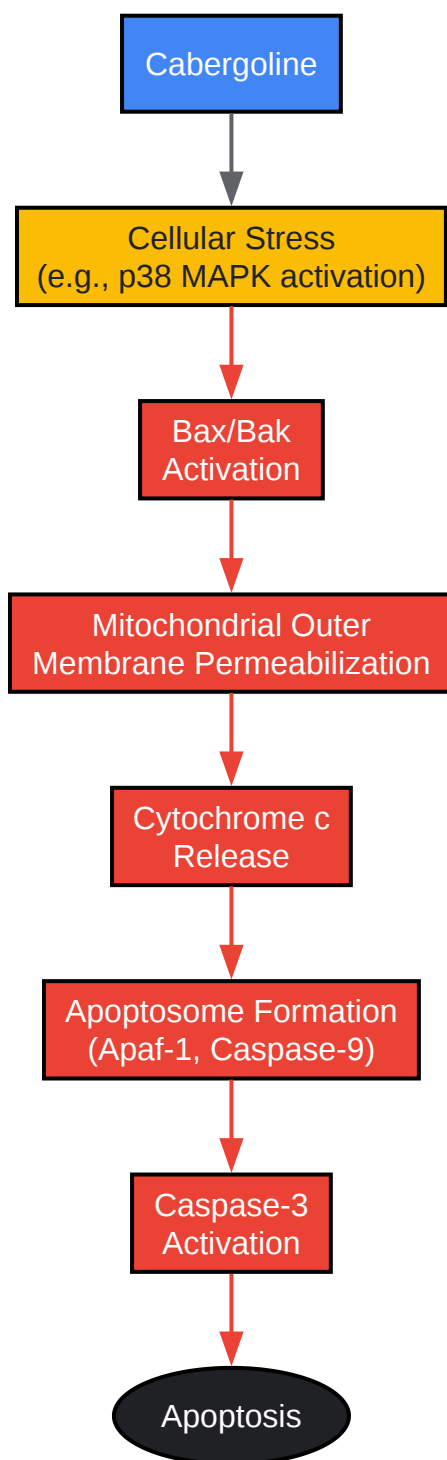 Cabergoline
Cellular Stress
(e.g., p38 MAPK activation)
Bax/Bak
Activation
Mitochondrial Outer
Membrane Permeabilization
Cytochrome c
Release
Apoptosome Formation
(Apaf-1, Caspase-9)
Caspase-3
Activation
Apoptosis